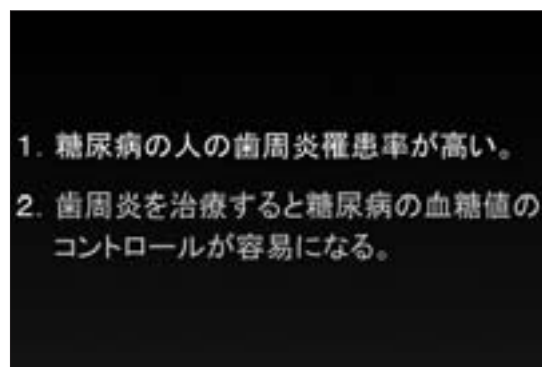 1. 糖尿病の人の歯周炎罹患率が高い。
2. 歯周炎を治療すると糖尿病の血糖値の
コントロールが容易になる。